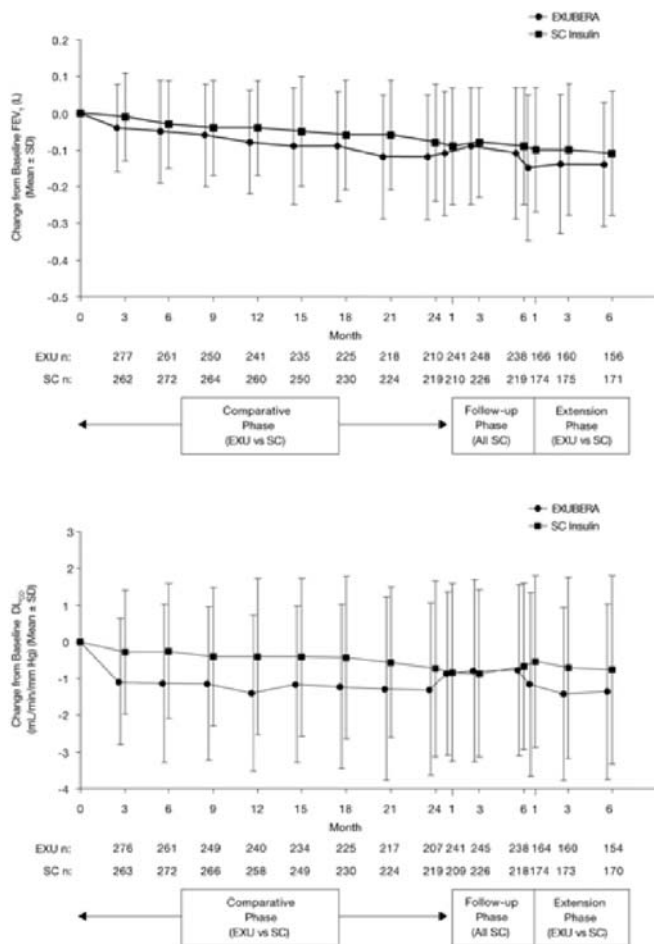 EXUBERA
SC Insulin
Change from Baseline FEV₁ (L)
(Mean ± SD)
0.2
0.1
0.0
-0.1
-0.2
-0.3
-0.4
-0.5
0 3 6 9 12 15 18 21 24 1 3 6 1 3 6
Month
EXU n: 277 261 250 241 235 225 218 210 241 248 238 166 160 156
SC n: 262 272 264 260 250 230 224 219 210 226 219 174 175 171
Comparative
Phase
(EXU vs SC)
Follow-up
Phase
(All SC)
Extension
Phase
(EXU vs SC)
EXUBERA
SC Insulin
Change from Baseline DL_CO
(mL/min/mm Hg) (Mean ± SD)
3
2
1
0
-1
-2
-3
-4
0 3 6 9 12 15 18 21 24 1 3 6 1 3 6
Month
EXU n: 276 261 249 240 234 225 217 207 241 245 238 164 160 154
SC n: 263 272 266 258 249 230 224 219 209 226 218 174 173 170
Comparative
Phase
(EXU vs SC)
Follow-up
Phase
(All SC)
Extension
Phase
(EXU vs SC)